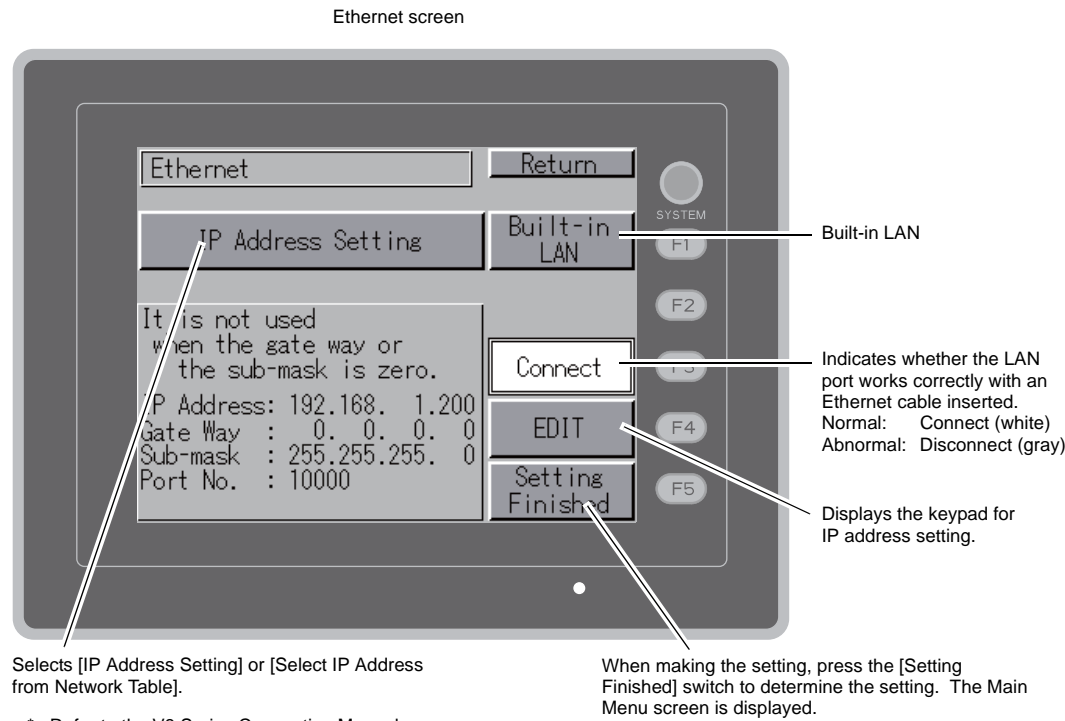 Ethernet screen
Ethernet
Return
SYSTEM
IP Address Setting
Built-in
LAN
F1
Built-in LAN
F2
It is not used
when the gate way or
the sub-mask is zero.
Connect
F3
Indicates whether the LAN
port works correctly with an
Ethernet cable inserted.
Normal: Connect (white)
Abnormal: Disconnect (gray)
IP Address: 192.168. 1.200
Gate Way : 0. 0. 0. 0
Sub-mask : 255.255.255. 0
Port No. : 10000
EDIT
F4
Setting
Finished
F5
Displays the keypad for
IP address setting.
Selects [IP Address Setting] or [Select IP Address
from Network Table].
When making the setting, press the [Setting
Finished] switch to determine the setting. The Main
Menu screen is displayed.